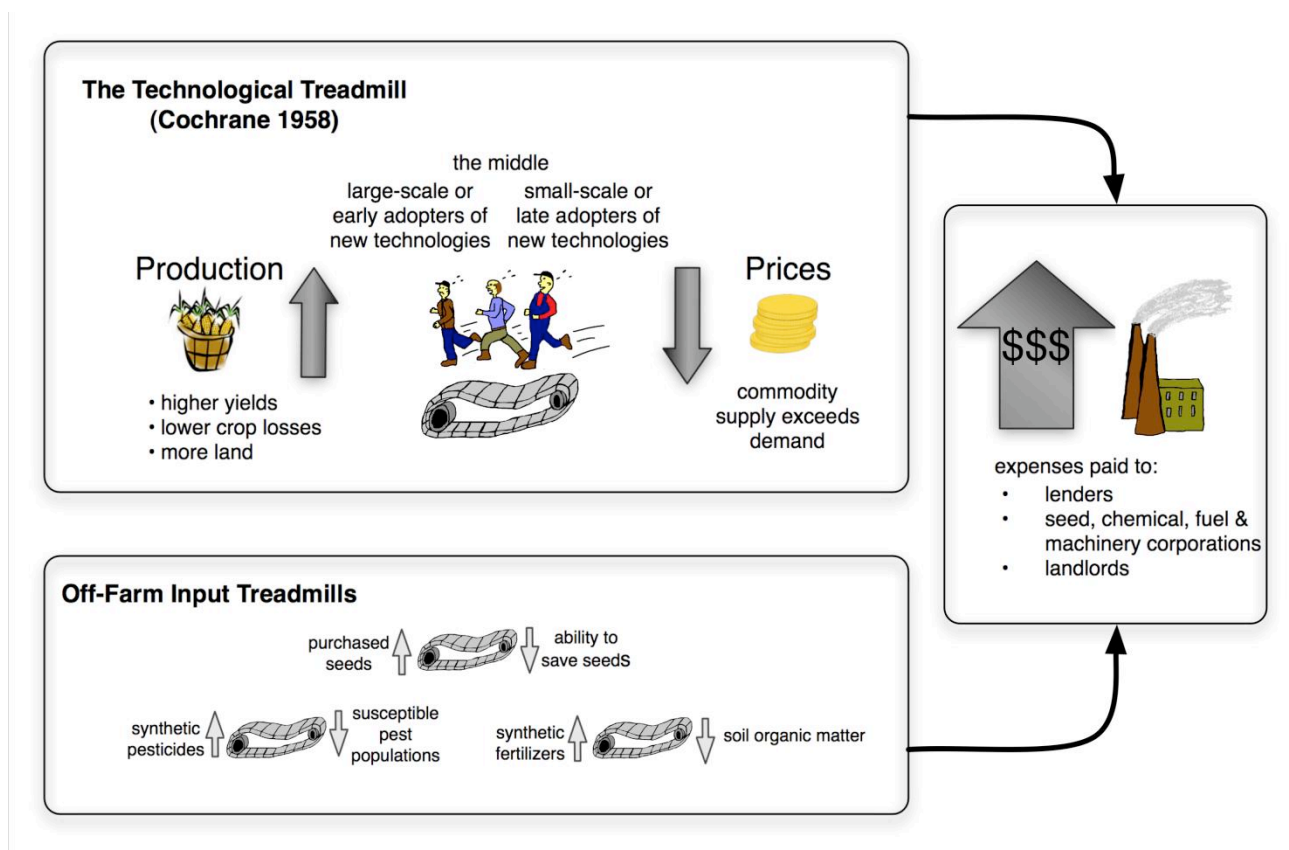 The Technological Treadmill
(Cochrane 1958)
the middle
large-scale or
early adopters of
new technologies
small-scale or
late adopters of
new technologies
Production
• higher yields
• lower crop losses
• more land
Prices
commodity
supply exceeds
demand
$$$
expenses paid to:
• lenders
• seed, chemical, fuel &
machinery corporations
• landlords
Off-Farm Input Treadmills
purchased
seeds
ability to
save seedS
synthetic
pesticides
susceptible
pest
populations
synthetic
fertilizers
soil organic matter